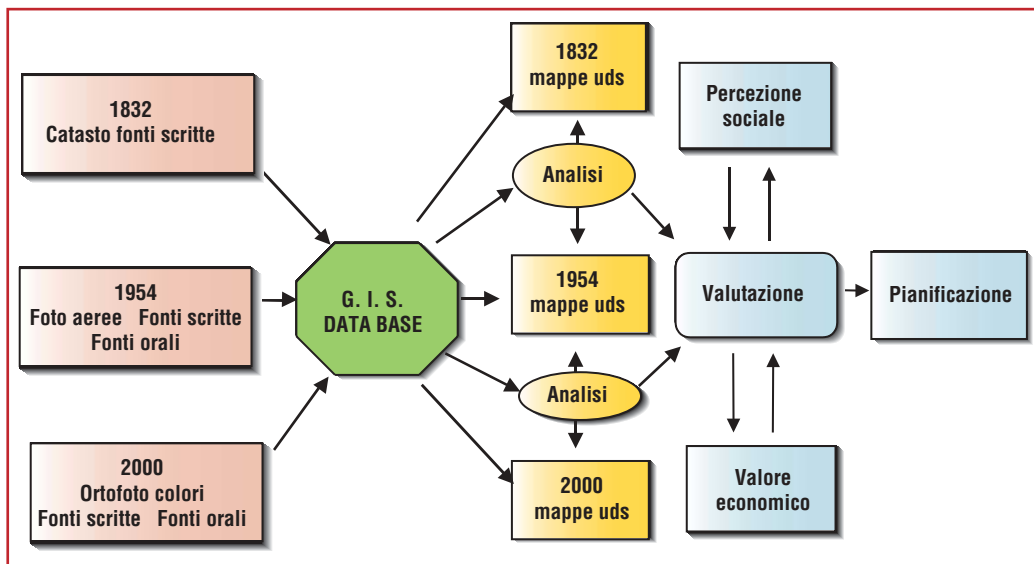 1832
Catasto fonti scritte
1954
Foto aeree Fonti scritte
Fonti orali
2000
Ortofoto colori
Fonti scritte Fonti orali
G. I. S.
DATA BASE
1832
mappe uds
Analisi
1954
mappe uds
Analisi
2000
mappe uds
Percezione
sociale
Valutazione
Valore
economico
Pianificazione